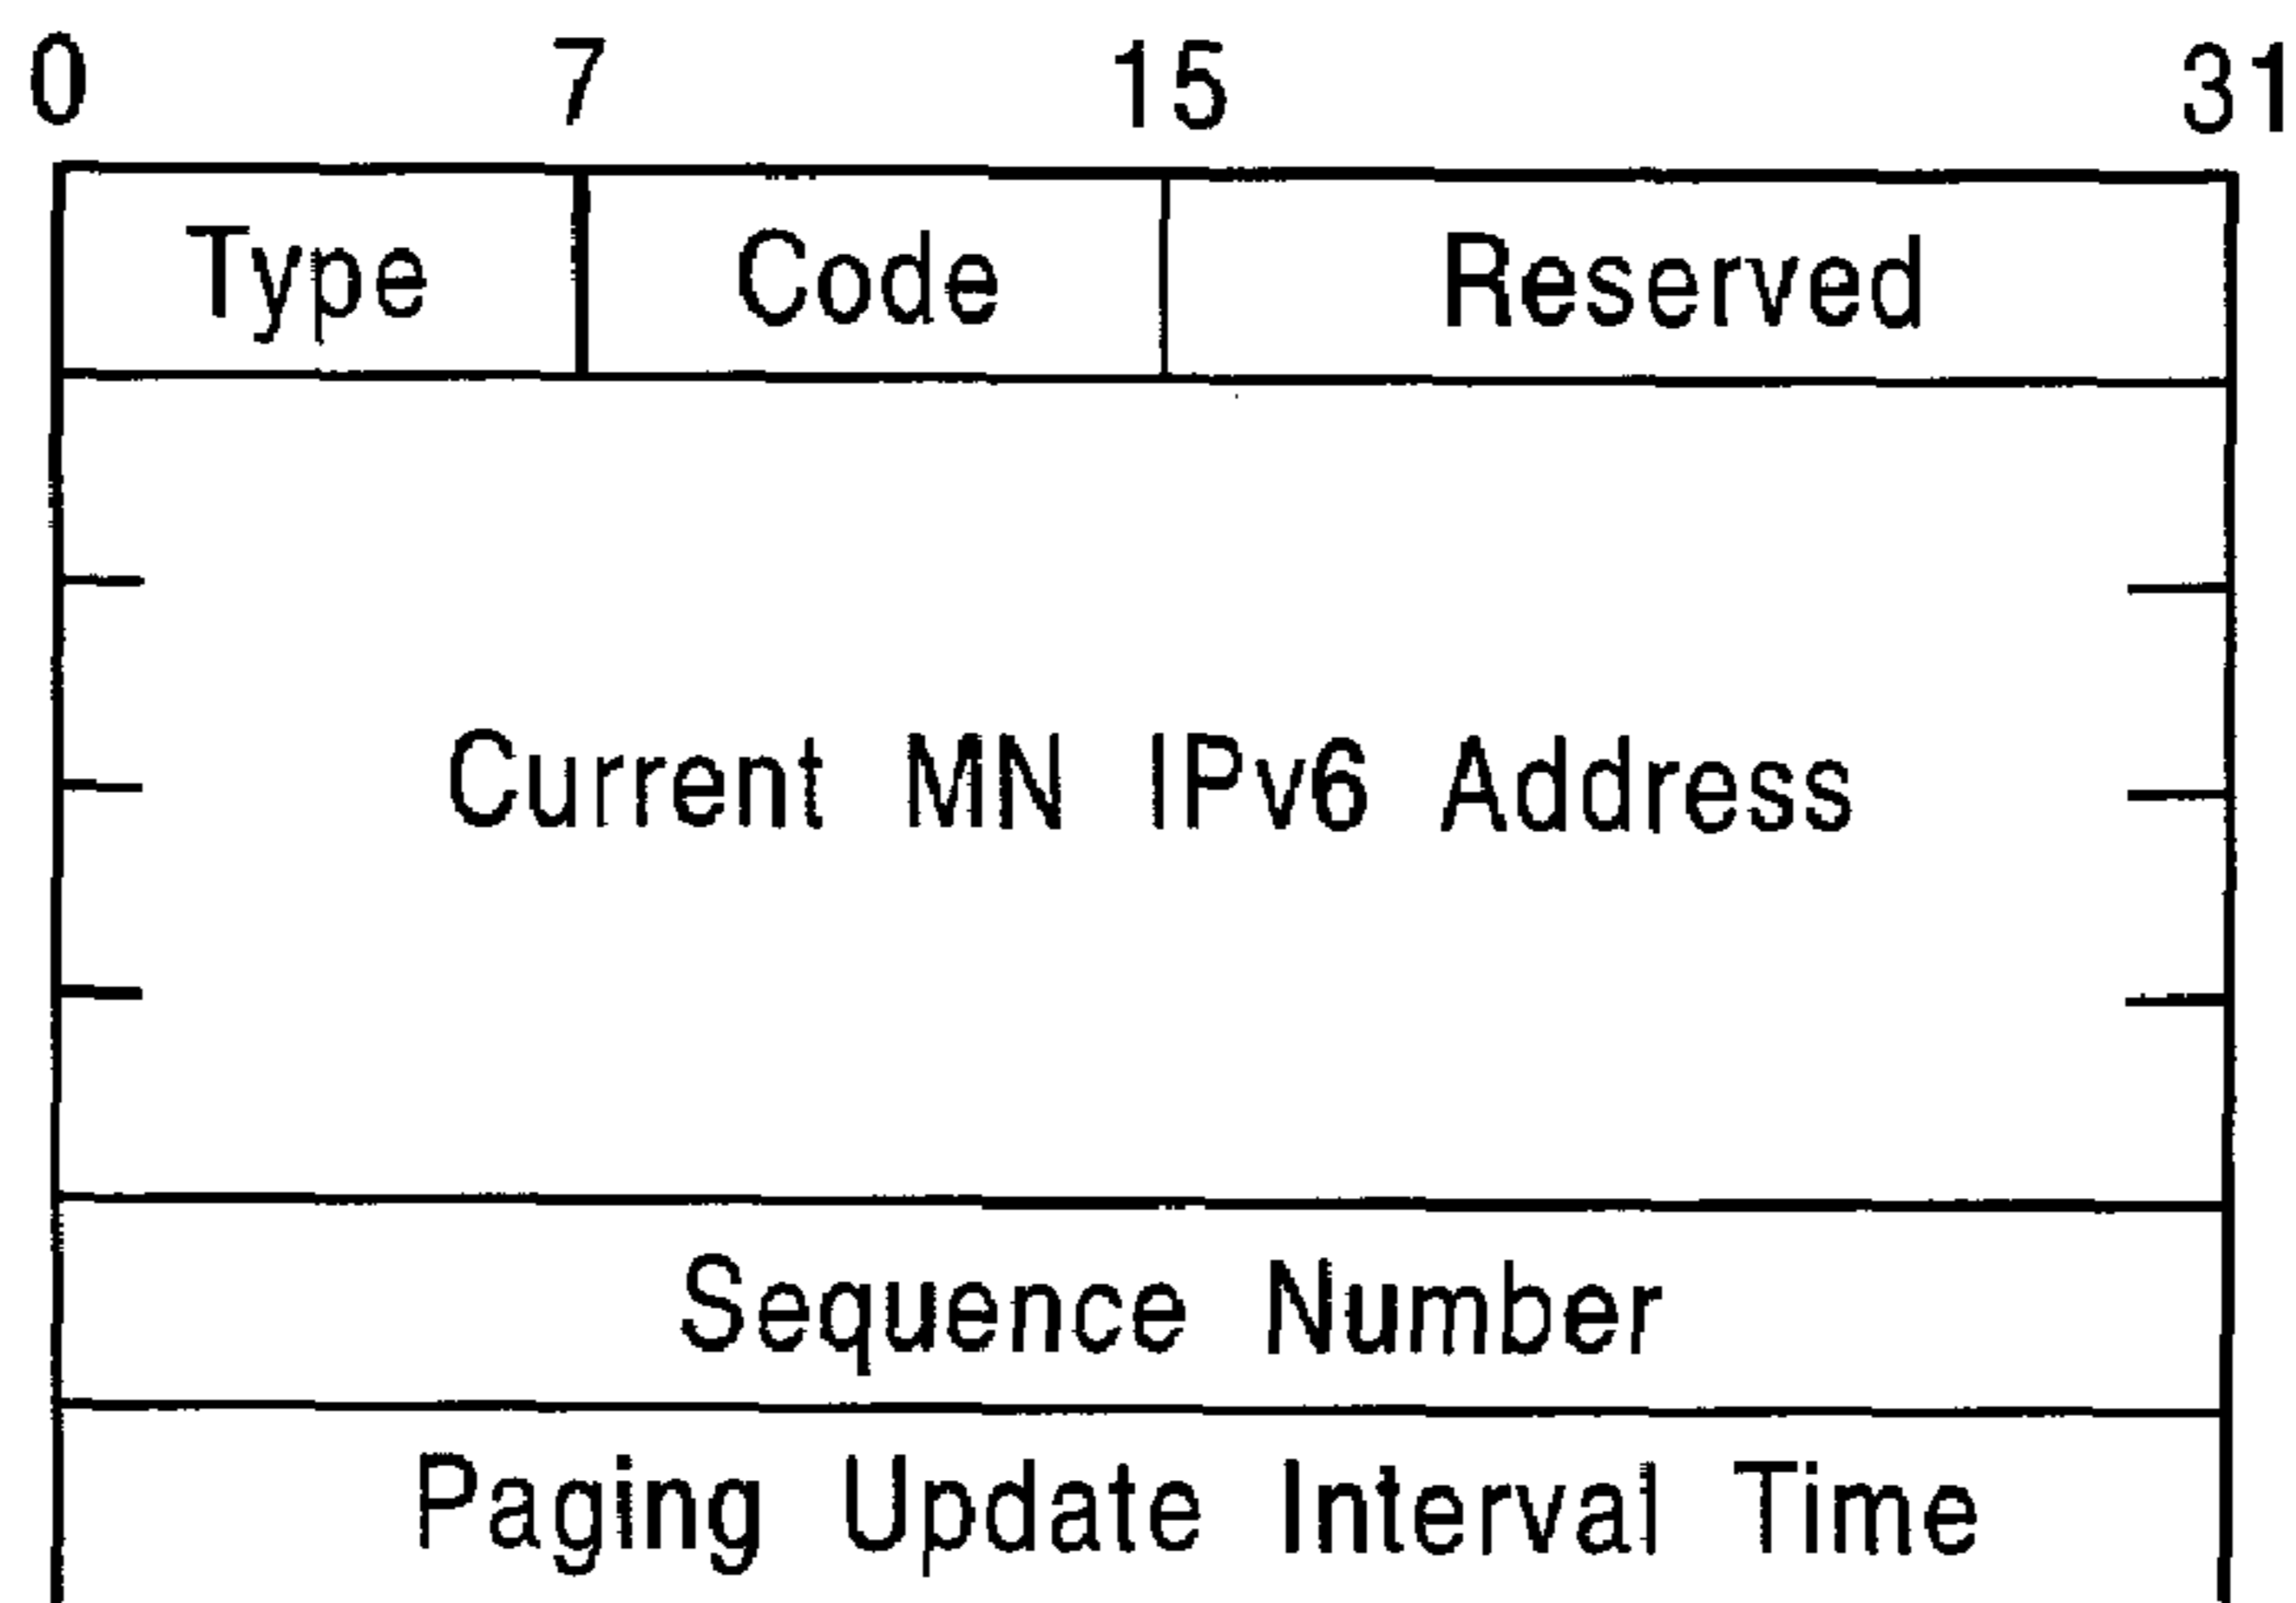 0 7 15 31
Type Code Reserved
Current MN IPv6 Address
Sequence Number
Paging Update Interval Time